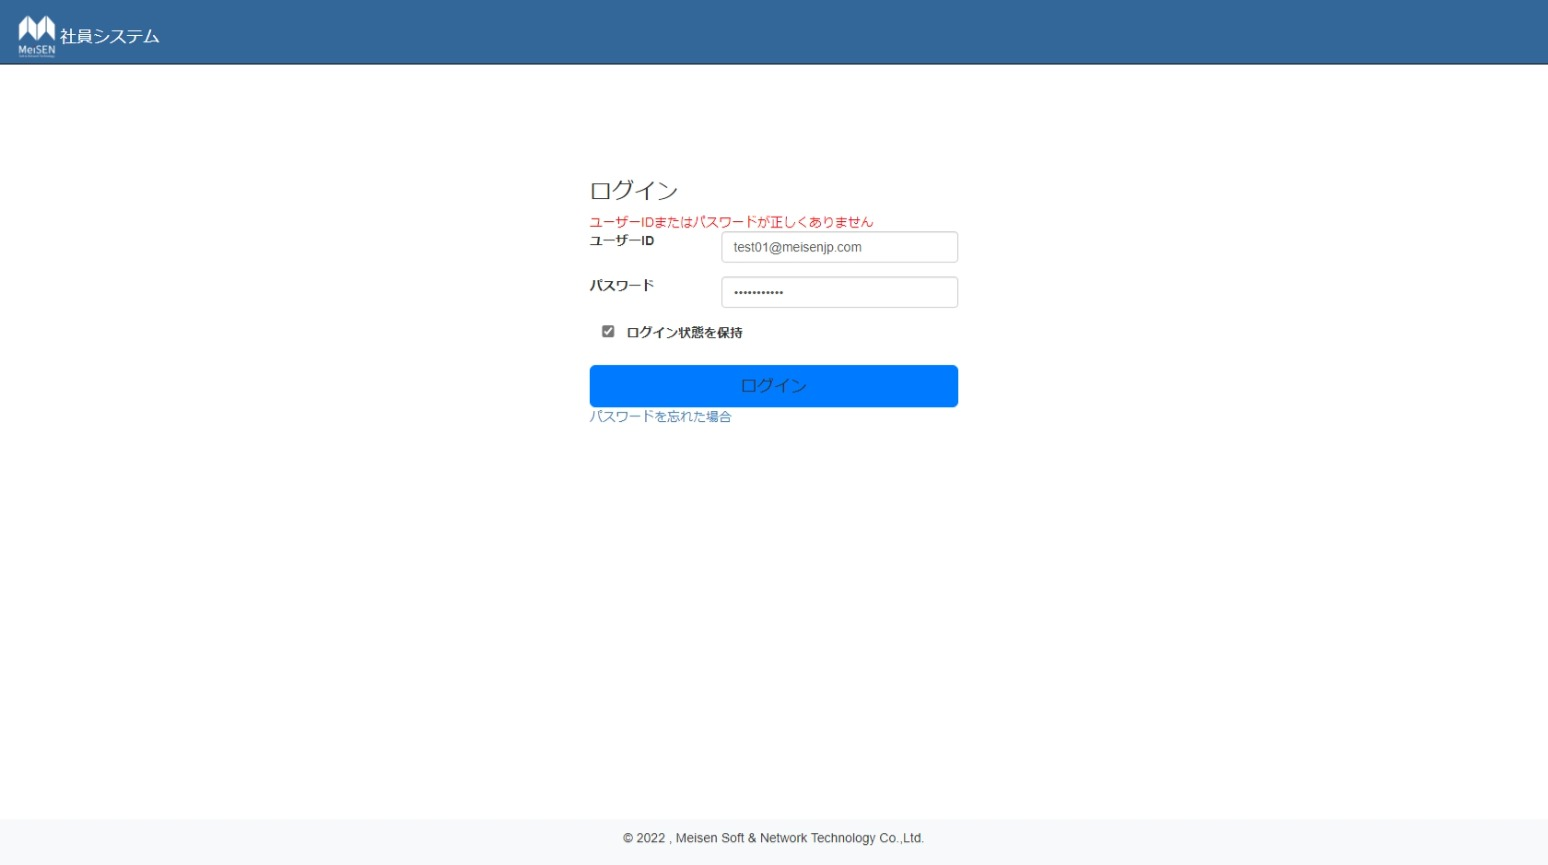 MeiSEN
社員システム
ログイン
ユーザーIDまたはパスワードが正しくありません
ユーザーID
test01@meisenjp.com
パスワード
•••••••••••
ログイン状態を保持
ログイン
パスワードを忘れた場合
© 2022 , Meisen Soft & Network Technology Co.,Ltd.